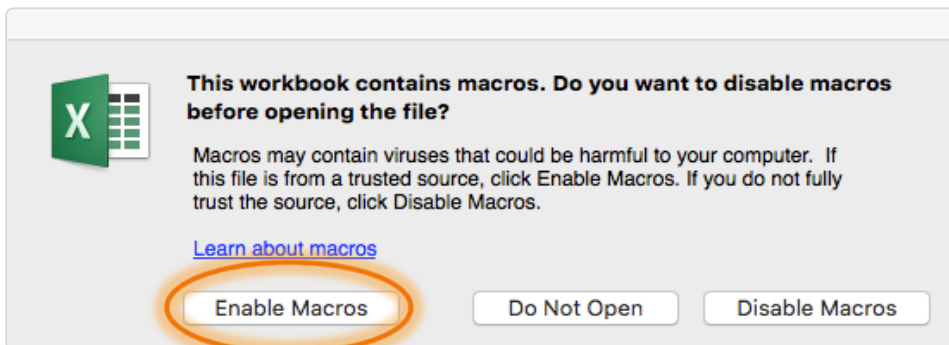 This workbook contains macros. Do you want to disable macros
before opening the file?
Macros may contain viruses that could be harmful to your computer. If
this file is from a trusted source, click Enable Macros. If you do not fully
trust the source, click Disable Macros.
Learn about macros
Enable Macros Do Not Open Disable Macros